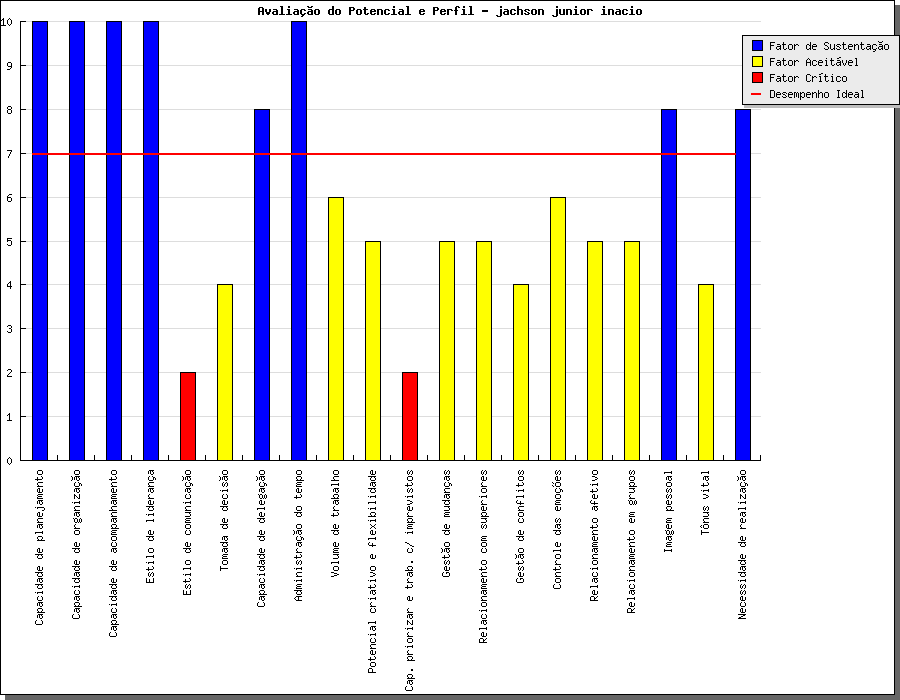 Avaliação do Potencial e Perfil - jachson junior inacio
10
9
8
7
6
5
4
3
2
1
0
Fator de Sustentação
Fator Aceitável
Fator Crítico
Desempenho Ideal
Capacidade de planejamento
Capacidade de organização
Capacidade de acompanhamento
Estilo de liderança
Estilo de comunicação
Tomada de decisão
Capacidade de delegação
Administração do tempo
Volume de trabalho
Potencial criativo e flexibilidade
Cap. priorizar e trab. c/ imprevistos
Gestão de mudanças
Relacionamento com superiores
Gestão de conflitos
Controle das emoções
Relacionamento afetivo
Relacionamento em grupos
Imagem pessoal
Tônus vital
Necessidade de realização